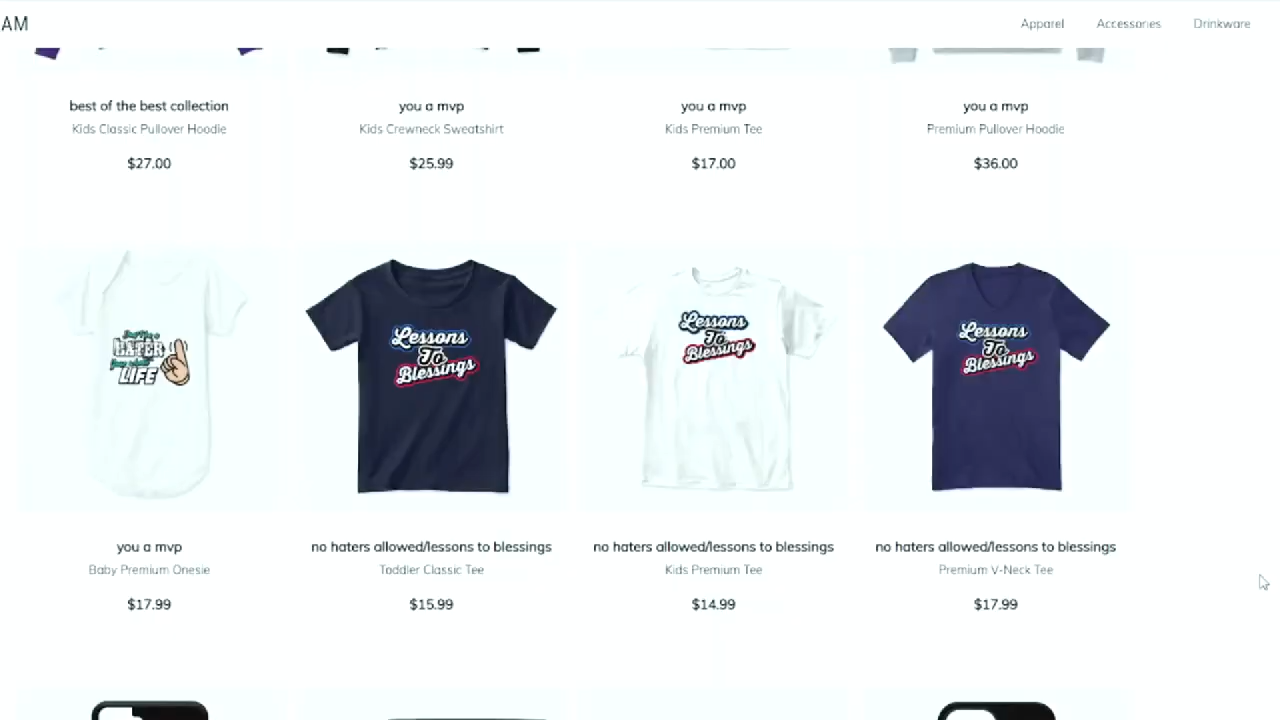 AM
Apparel
Accessories
Drinkware
best of the best collection
Kids Classic Pullover Hoodie
$27.00
you a mvp
Kids Crewneck Sweatshirt
$25.99
you a mvp
Kids Premium Tee
$17.00
you a mvp
Premium Pullover Hoodie
$36.00
LATER
LIFE
Lessons
To
Blessings
Lessons
To
Blessings
Lessons
To
Blessings
you a mvp
Baby Premium Onesie
$17.99
no haters allowed/lessons to blessings
Toddler Classic Tee
$15.99
no haters allowed/lessons to blessings
Kids Premium Tee
$14.99
no haters allowed/lessons to blessings
Premium V-Neck Tee
$17.99